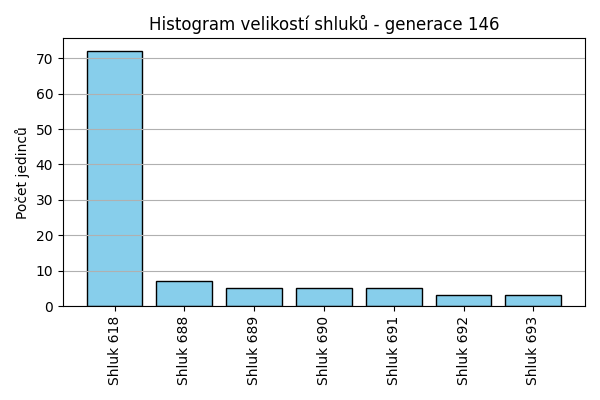 Histogram velikostí shluků - generace 146
Počet jedinců
70
60
50
40
30
20
10
0
Shluk 618
Shluk 688
Shluk 689
Shluk 690
Shluk 691
Shluk 692
Shluk 693